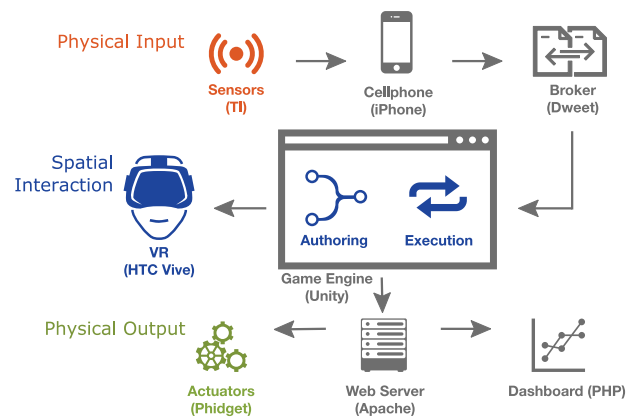 Physical Input
Sensors
(TI)
Cellphone
(iPhone)
Broker
(Dweet)
Spatial
Interaction
VR
(HTC Vive)
Authoring
Execution
Game Engine
(Unity)
Physical Output
Actuators
(Phidget)
Web Server
(Apache)
Dashboard (PHP)